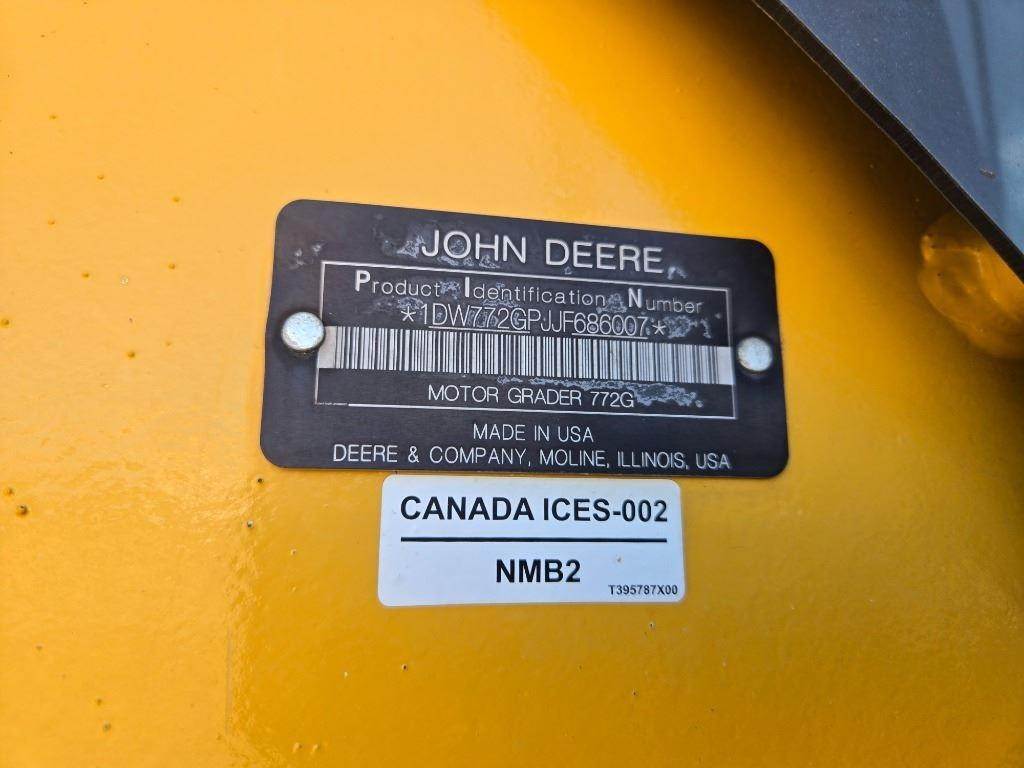 JOHN DEERE
Product Identification Number
*1DW772GPJJF686007*
MOTOR GRADER 772G
MADE IN USA
DEERE & COMPANY, MOLINE, ILLINOIS, USA
CANADA ICES-002
NMB2
T395787X00